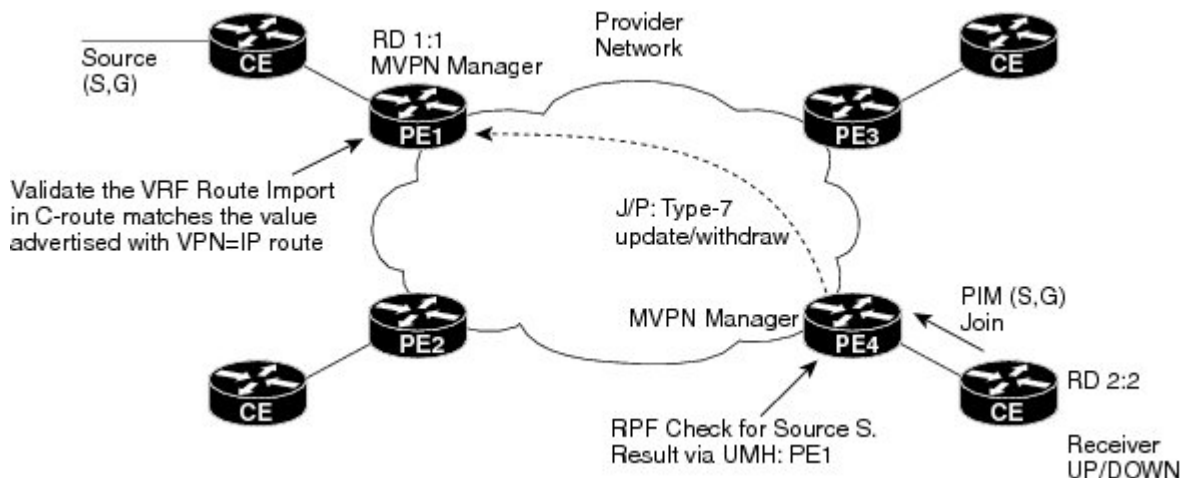 Source
(S,G)
CE
RD 1:1
MVPN Manager
PE1
Provider
Network
CE
PE3
Validate the VRF Route Import
in C-route matches the value
advertised with VPN=IP route
J/P: Type-7
update/withdraw
PE2
CE
MVPN Manager
PE4
PIM (S,G)
Join
CE
RD 2:2
RPF Check for Source S.
Result via UMH: PE1
Receiver
UP/DOWN